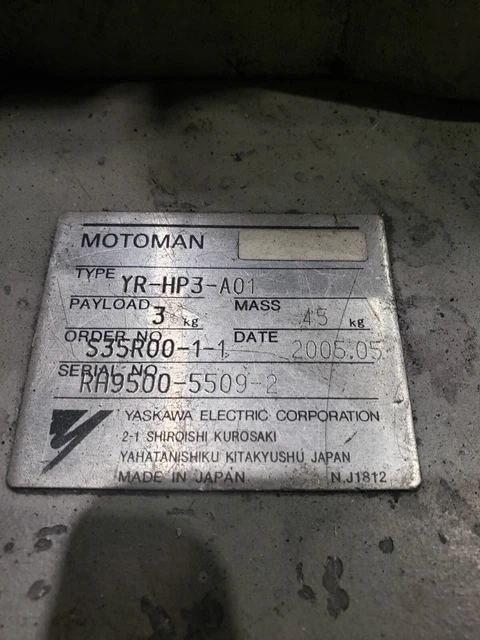 MOTOMAN
TYPE YR-HP3-A01
PAYLOAD 3 kg MASS 45 kg
ORDER NO. S35R00-1-1 DATE 2005.05
SERIAL NO. RH9500-5509-2
YASKAWA ELECTRIC CORPORATION
2-1 SHIROISHI KUROSAKI
YAHATANISHIKU KITAKYUSHU JAPAN
MADE IN JAPAN N.J1812